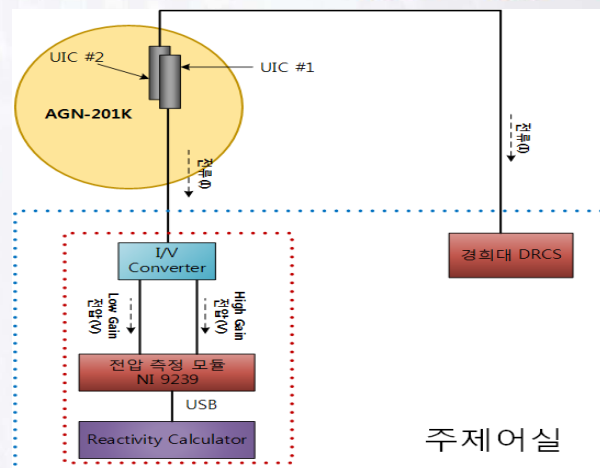 UIC #2
UIC #1
AGN-201K
전류(I)
전류(I)
I/V
Converter
경희대 DRCS
Low Gain
전압(V)
High Gain
전압(V)
전압 측정 모듈
NI 9239
USB
Reactivity Calculator
주제어실